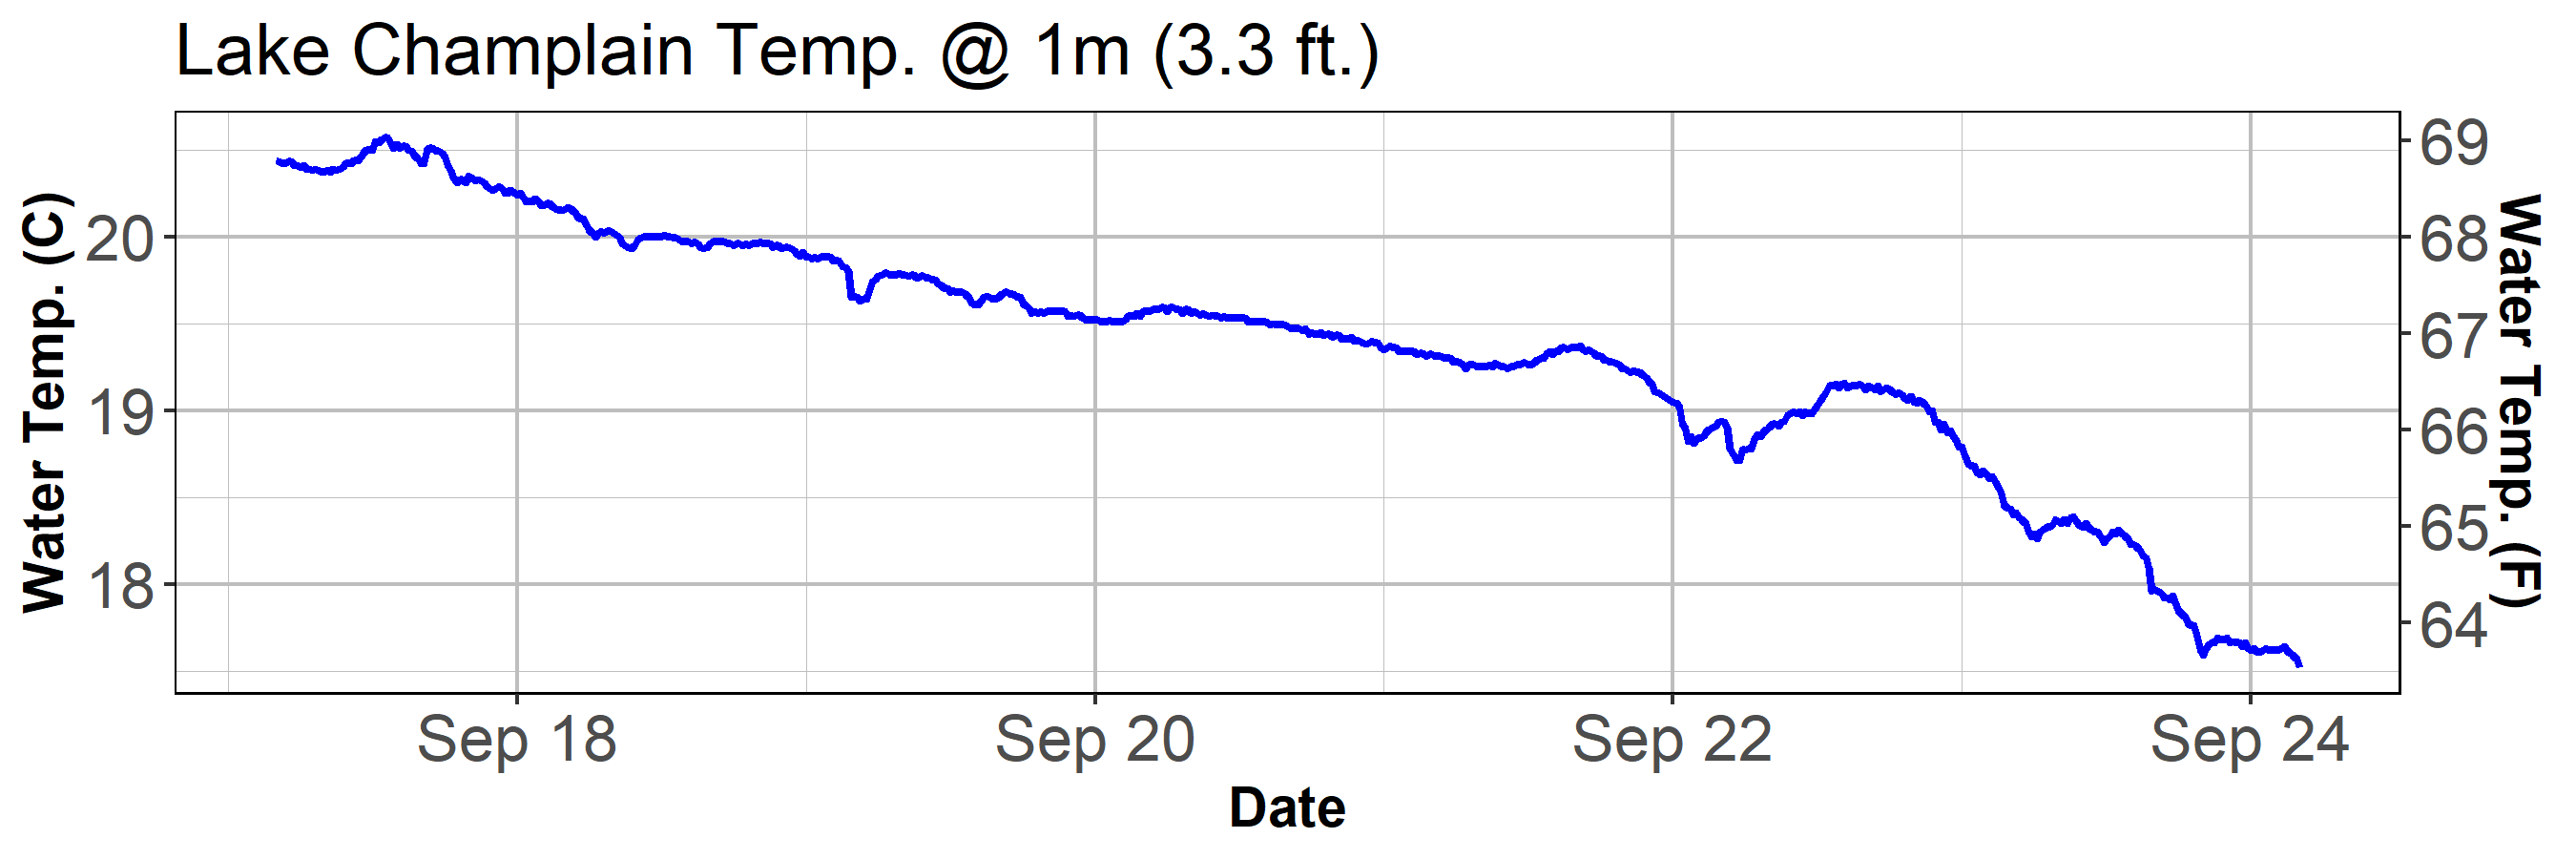 Lake Champlain Temp. @ 1m (3.3 ft.)
Water Temp. (C)
20
19
18
69
68
67
66
65
64
Water Temp. (F)
Sep 18
Sep 20
Sep 22
Sep 24
Date